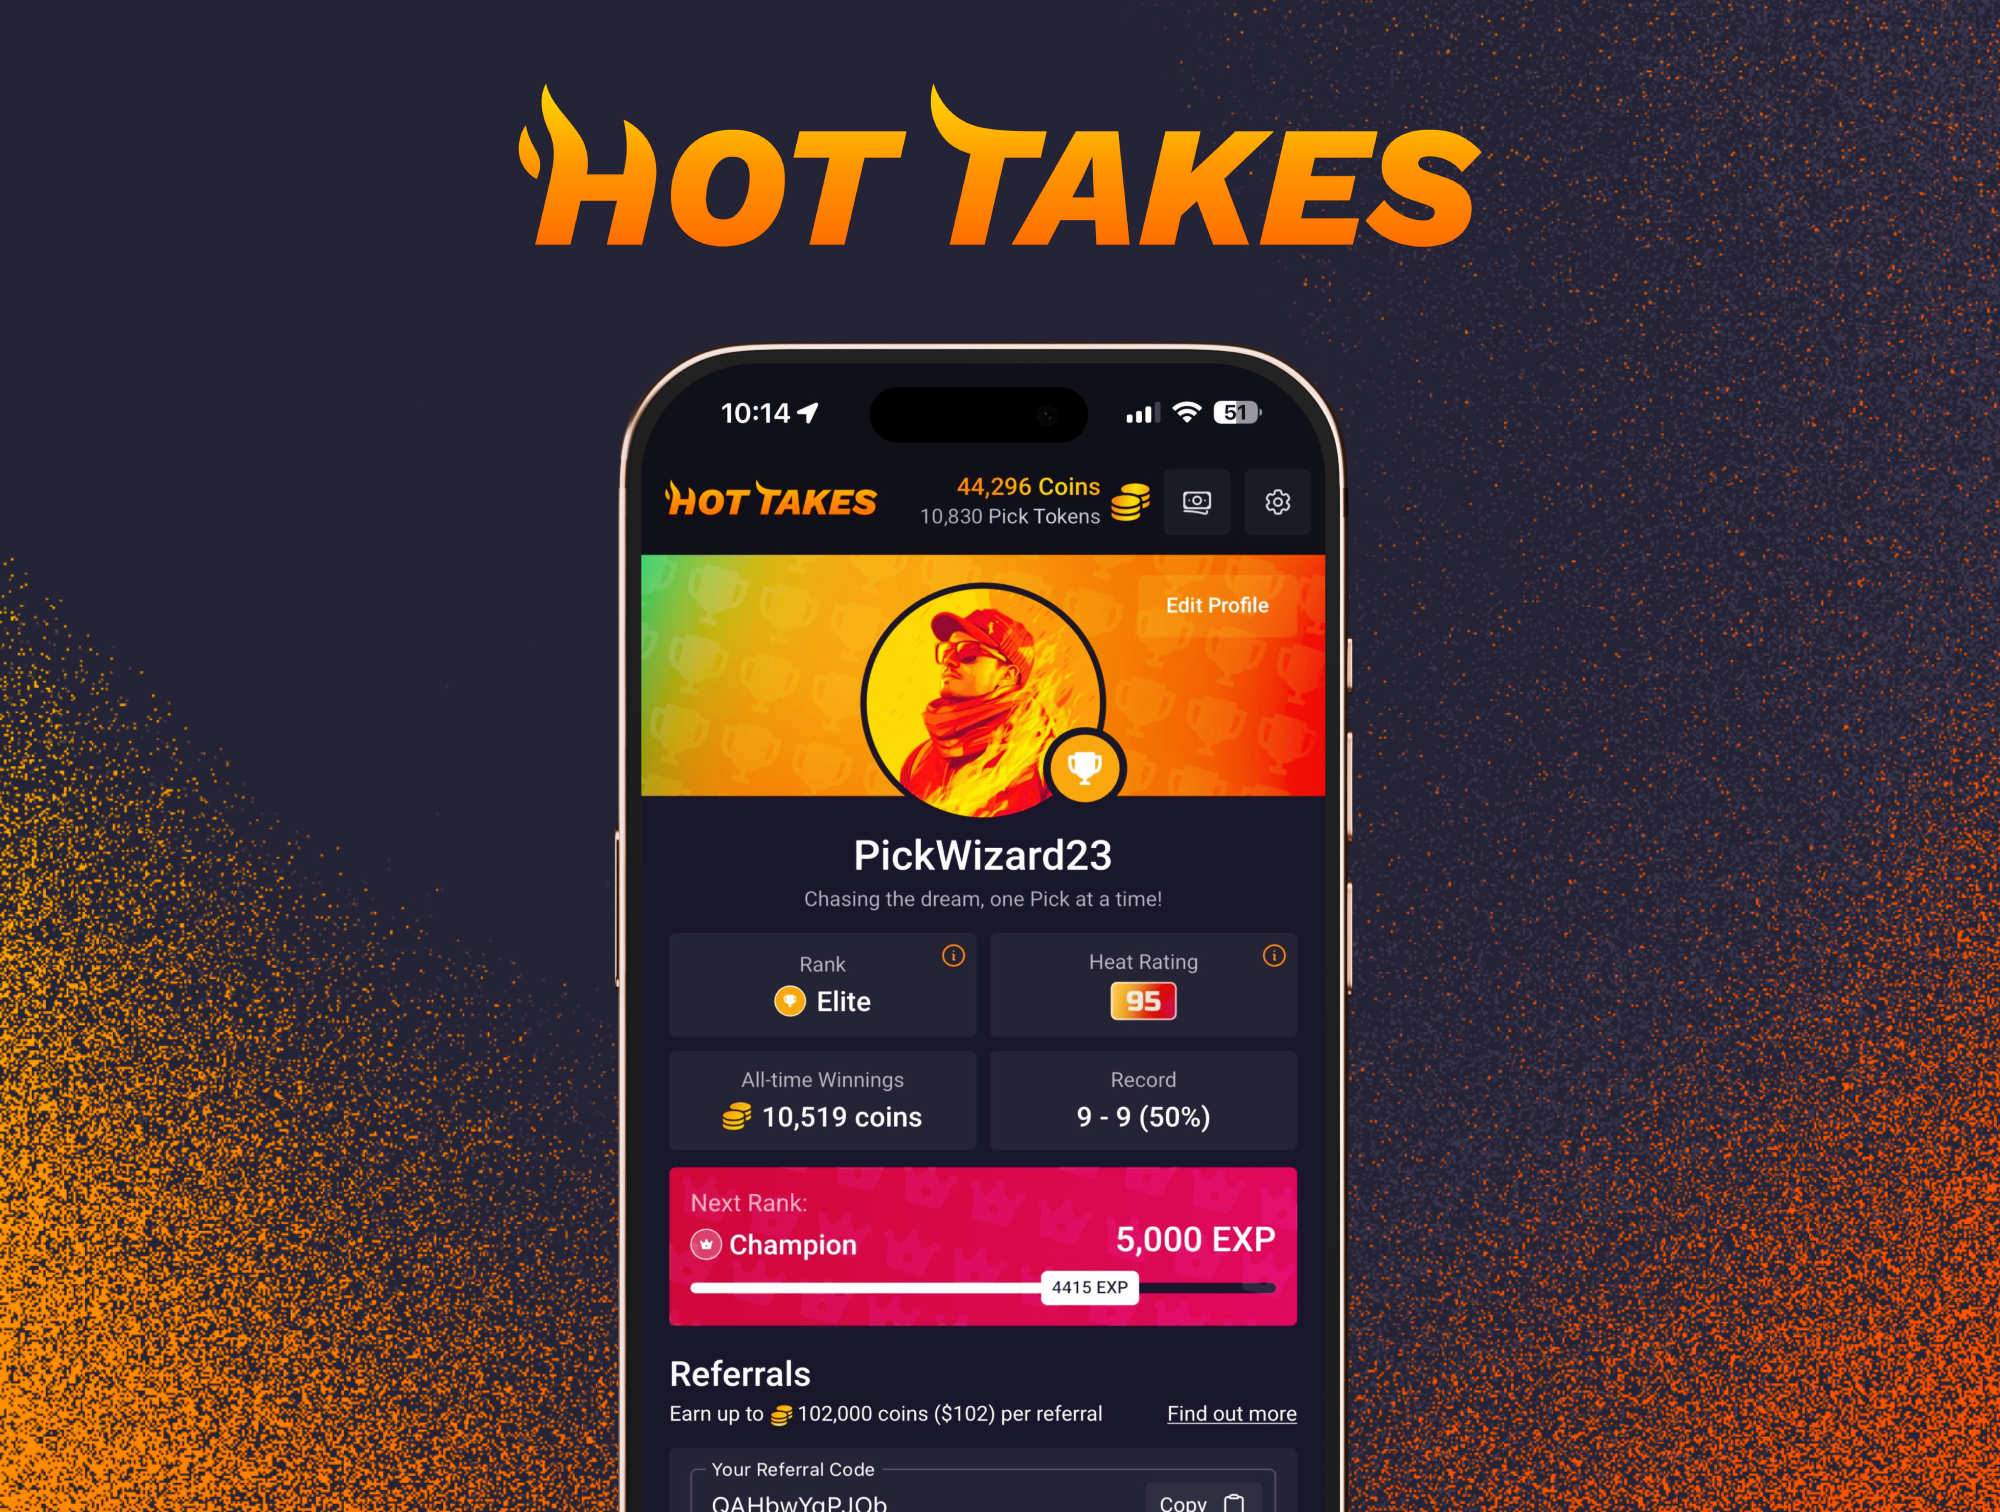 HOT TAKES
10:14
51
HOT TAKES
44,296 Coins
10,830 Pick Tokens
Edit Profile
PickWizard23
Chasing the dream, one Pick at a time!
Rank
Elite
Heat Rating
95
All-time Winnings
10,519 coins
Record
9 - 9 (50%)
Next Rank:
Champion
5,000 EXP
4415 EXP
Referrals
Earn up to 102,000 coins ($102) per referral
Find out more
Your Referral Code
Copy